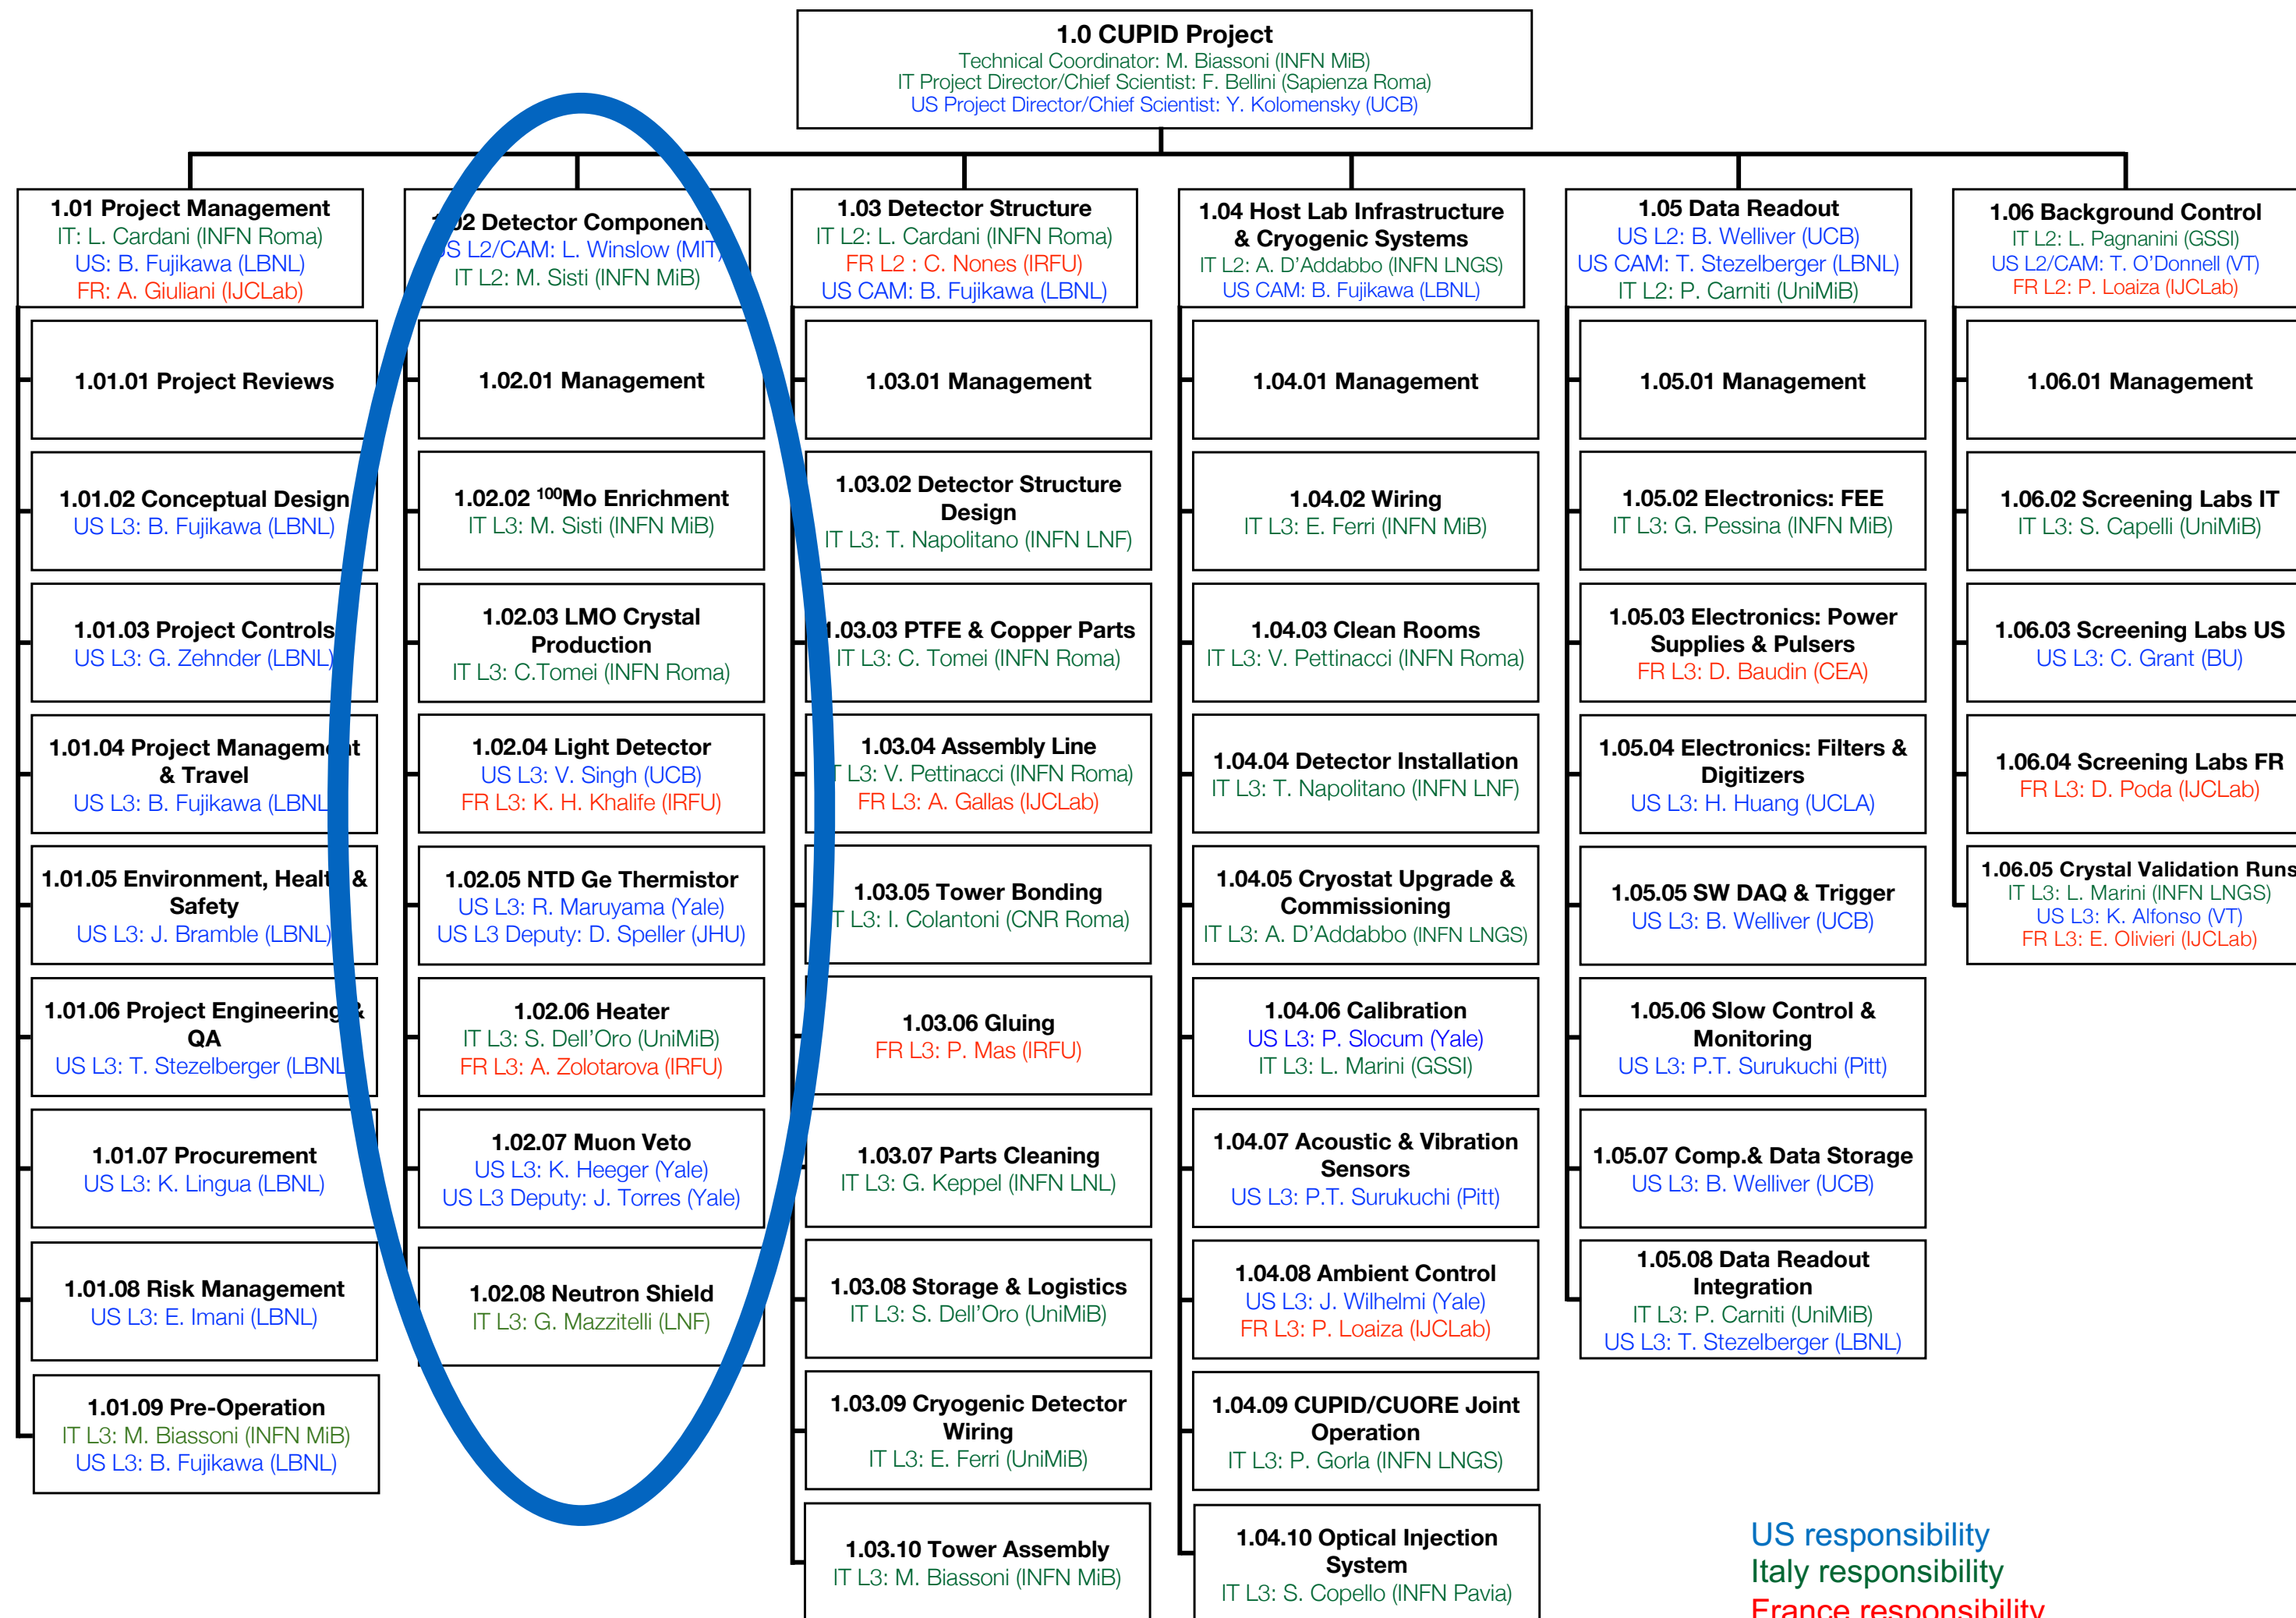 1.0 CUPID Project
Technical Coordinator: M. Biassoni (INFN MiB)
IT Project Director/Chief Scientist: F. Bellini (Sapienza Roma)
US Project Director/Chief Scientist: Y. Kolomensky (UCB)
1.01 Project Management
IT: L. Cardani (INFN Roma)
US: B. Fujikawa (LBNL)
FR: A. Giuliani (IJCLab)
1.01.01 Project Reviews
1.01.02 Conceptual Design
US L3: B. Fujikawa (LBNL)
1.01.03 Project Controls
US L3: G. Zehnder (LBNL)
1.01.04 Project Management
& Travel
US L3: B. Fujikawa (LBNL)
1.01.05 Environment, Health &
Safety
US L3: J. Bramble (LBNL)
1.01.06 Project Engineering &
QA
US L3: T. Stezelberger (LBNL
1.01.07 Procurement
US L3: K. Lingua (LBNL)
1.01.08 Risk Management
US L3: E. Imani (LBNL)
1.01.09 Pre-Operation
IT L3: M. Biassoni (INFN MiB)
US L3: B. Fujikawa (LBNL)
1.02 Detector Component
US L2/CAM: L. Winslow (MIT)
IT L2: M. Sisti (INFN MiB)
1.02.01 Management
1.02.02 ¹⁰⁰Mo Enrichment
IT L3: M. Sisti (INFN MiB)
1.02.03 LMO Crystal
Production
IT L3: C.Tomei (INFN Roma)
1.02.04 Light Detector
US L3: V. Singh (UCB)
FR L3: K. H. Khalife (IRFU)
1.02.05 NTD Ge Thermistor
US L3: R. Maruyama (Yale)
US L3 Deputy: D. Speller (JHU)
1.02.06 Heater
IT L3: S. Dell'Oro (UniMiB)
FR L3: A. Zolotarova (IRFU)
1.02.07 Muon Veto
US L3: K. Heeger (Yale)
US L3 Deputy: J. Torres (Yale)
1.02.08 Neutron Shield
IT L3: G. Mazzitelli (LNF)
1.03 Detector Structure
IT L2: L. Cardani (INFN Roma)
FR L2 : C. Nones (IRFU)
US CAM: B. Fujikawa (LBNL)
1.03.01 Management
1.03.02 Detector Structure
Design
IT L3: T. Napolitano (INFN LNF)
1.03.03 PTFE & Copper Parts
IT L3: C. Tomei (INFN Roma)
1.03.04 Assembly Line
IT L3: V. Pettinacci (INFN Roma)
FR L3: A. Gallas (IJCLab)
1.03.05 Tower Bonding
IT L3: I. Colantoni (CNR Roma)
1.03.06 Gluing
FR L3: P. Mas (IRFU)
1.03.07 Parts Cleaning
IT L3: G. Keppel (INFN LNL)
1.03.08 Storage & Logistics
IT L3: S. Dell'Oro (UniMiB)
1.03.09 Cryogenic Detector
Wiring
IT L3: E. Ferri (UniMiB)
1.03.10 Tower Assembly
IT L3: M. Biassoni (INFN MiB)
1.04 Host Lab Infrastructure
& Cryogenic Systems
IT L2: A. D'Addabbo (INFN LNGS)
US CAM: B. Fujikawa (LBNL)
1.04.01 Management
1.04.02 Wiring
IT L3: E. Ferri (INFN MiB)
1.04.03 Clean Rooms
IT L3: V. Pettinacci (INFN Roma)
1.04.04 Detector Installation
IT L3: T. Napolitano (INFN LNF)
1.04.05 Cryostat Upgrade &
Commissioning
IT L3: A. D'Addabbo (INFN LNGS)
1.04.06 Calibration
US L3: P. Slocum (Yale)
IT L3: L. Marini (GSSI)
1.04.07 Acoustic & Vibration
Sensors
US L3: P.T. Surukuchi (Pitt)
1.04.08 Ambient Control
US L3: J. Wilhelmi (Yale)
FR L3: P. Loaiza (IJCLab)
1.04.09 CUPID/CUORE Joint
Operation
IT L3: P. Gorla (INFN LNGS)
1.04.10 Optical Injection
System
IT L3: S. Copello (INFN Pavia)
1.05 Data Readout
US L2: B. Welliver (UCB)
US CAM: T. Stezelberger (LBNL)
IT L2: P. Carniti (UniMiB)
1.05.01 Management
1.05.02 Electronics: FEE
IT L3: G. Pessina (INFN MiB)
1.05.03 Electronics: Power
Supplies & Pulsers
FR L3: D. Baudin (CEA)
1.05.04 Electronics: Filters &
Digitizers
US L3: H. Huang (UCLA)
1.05.05 SW DAQ & Trigger
US L3: B. Welliver (UCB)
1.05.06 Slow Control &
Monitoring
US L3: P.T. Surukuchi (Pitt)
1.05.07 Comp.& Data Storage
US L3: B. Welliver (UCB)
1.05.08 Data Readout
Integration
IT L3: P. Carniti (UniMiB)
US L3: T. Stezelberger (LBNL)
1.06 Background Control
IT L2: L. Pagnanini (GSSI)
US L2/CAM: T. O'Donnell (VT)
FR L2: P. Loaiza (IJCLab)
1.06.01 Management
1.06.02 Screening Labs IT
IT L3: S. Capelli (UniMiB)
1.06.03 Screening Labs US
US L3: C. Grant (BU)
1.06.04 Screening Labs FR
FR L3: D. Poda (IJCLab)
1.06.05 Crystal Validation Runs
IT L3: L. Marini (INFN LNGS)
US L3: K. Alfonso (VT)
FR L3: E. Olivieri (IJCLab)
US responsibility
Italy responsibility
France responsibility